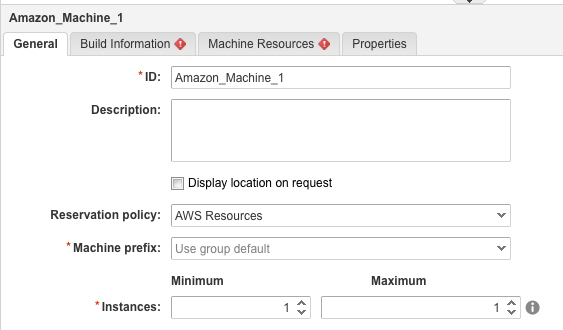 Amazon_Machine_1
General Build Information Machine Resources Properties
* ID: Amazon_Machine_1
Description:
Display location on request
Reservation policy: AWS Resources
* Machine prefix: Use group default
Minimum Maximum
* Instances: 1 1